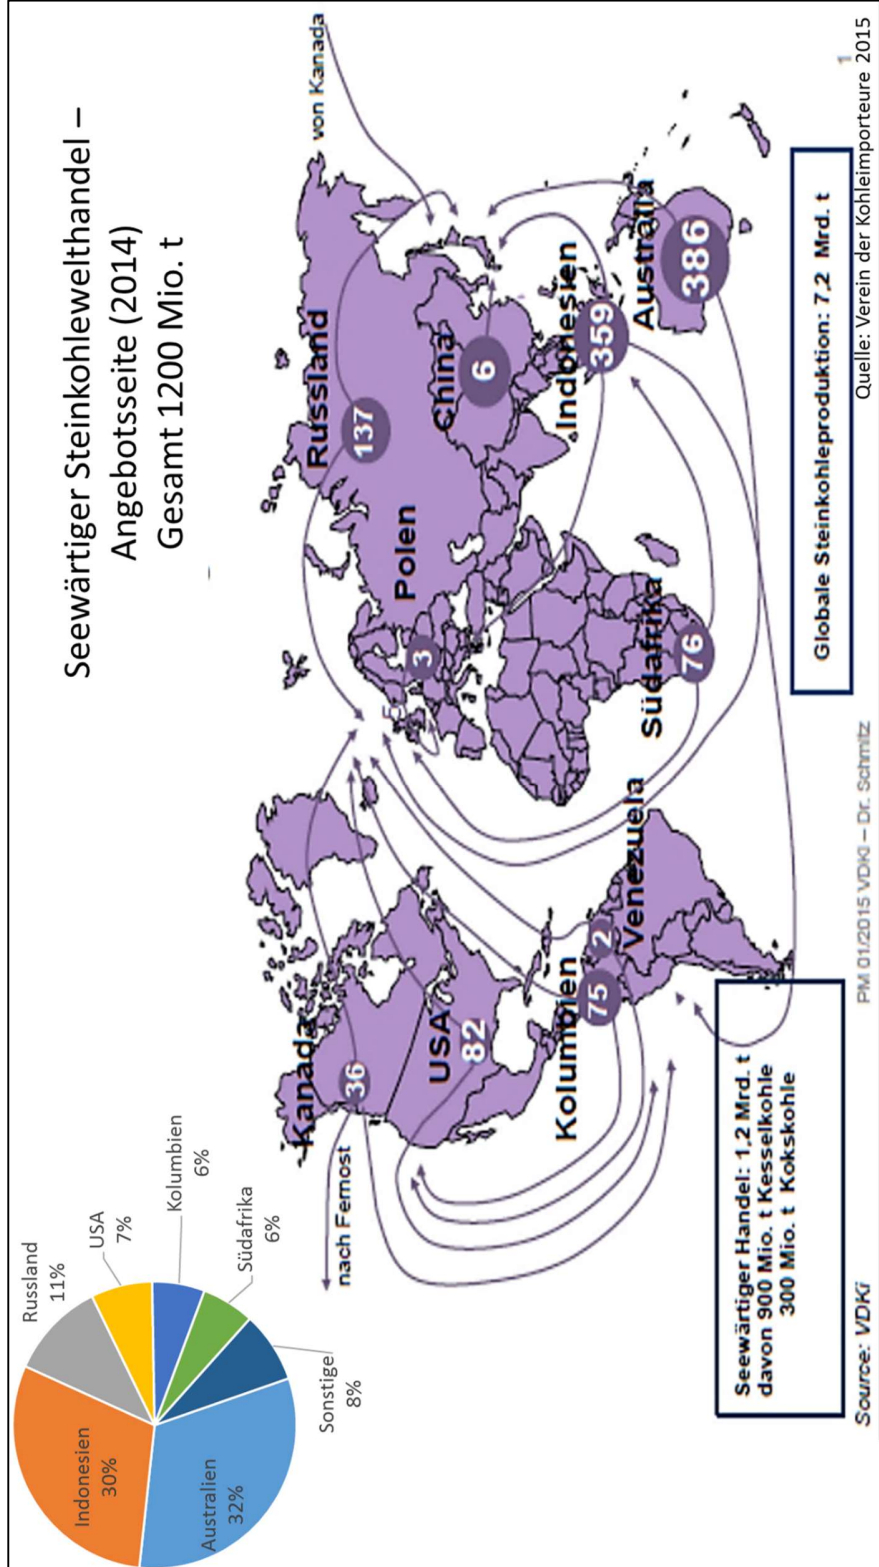 Seewärtiger Steinkohlewelthandel –
Angebotsseite (2014)
Gesamt 1200 Mio. t
Russland
11%
USA
7%
Kolumbien
6%
Südafrika
6%
Sonstige
8%
Australien
32%
Indonesien
30%
Kanada
36
nach Fernost
USA
82
Kolumbien
75
2
Venezuela
Polen
3
Südafrika
76
Russland
137
China
6
Indonesien
359
Australia
386
von Kanada
Seewärtiger Handel: 1,2 Mrd. t
davon 900 Mio. t Kesselkohle
300 Mio. t Kokskohle
Globale Steinkohleproduktion: 7,2 Mrd. t
Source: VDKi
PM 01/2015 VDKI – Dr. Schmitz
1
Quelle: Verein der Kohleimporteure 2015